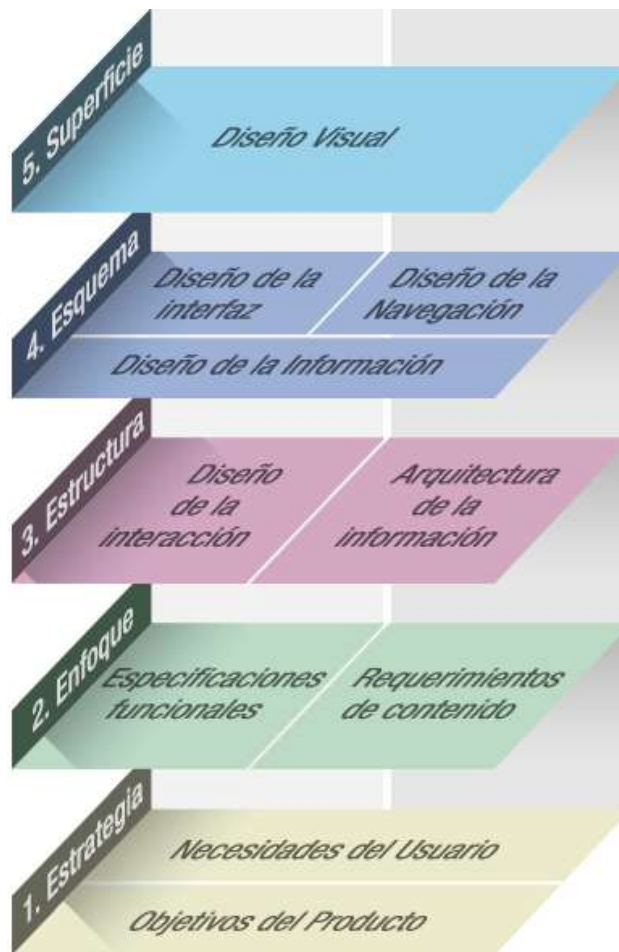 5. Superficie
Diseño Visual
4. Esquema
Diseño de la
interfaz
Diseño de la
Navegación
Diseño de la Información
3. Estructura
Diseño
de la
interacción
Arquitectura
de la
información
2. Enfoque
Especificaciones
funcionales
Requerimientos
de contenido
1. Estrategia
Necesidades del Usuario
Objetivos del Producto